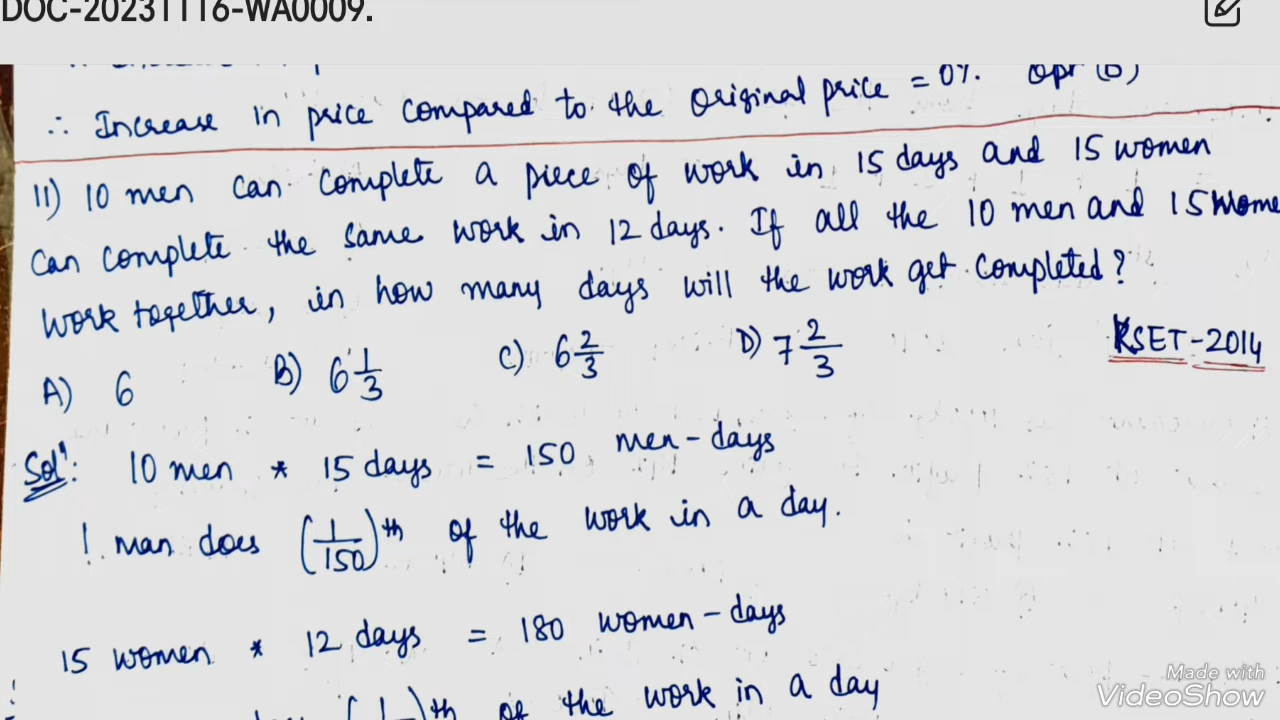 DOC-20231116-WA0009.
∴ Increase in price compared to the original price = 0%. Opt (B)
11) 10 men can complete a piece of work in 15 days and 15 women
can complete the same work in 12 days. If all the 10 men and 15 Wome
work together, in how many days will the work get completed?
A) 6 B) 6 1/3 C) 6 2/3 D) 7 2/3 KSET-2014
Solⁿ: 10 men * 15 days = 150 men-days
1 man does (1/150)th of the work in a day.
15 women * 12 days = 180 women-days
th of the work in a day
Made with
VideoShow